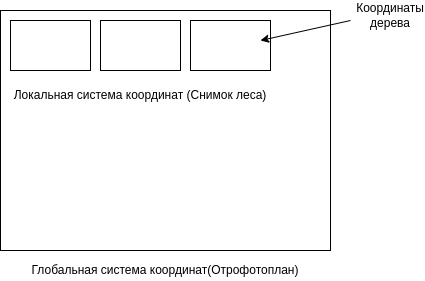 Координаты
дерева
Локальная система координат (Снимок леса)
Глобальная система координат(Отрофотоплан)